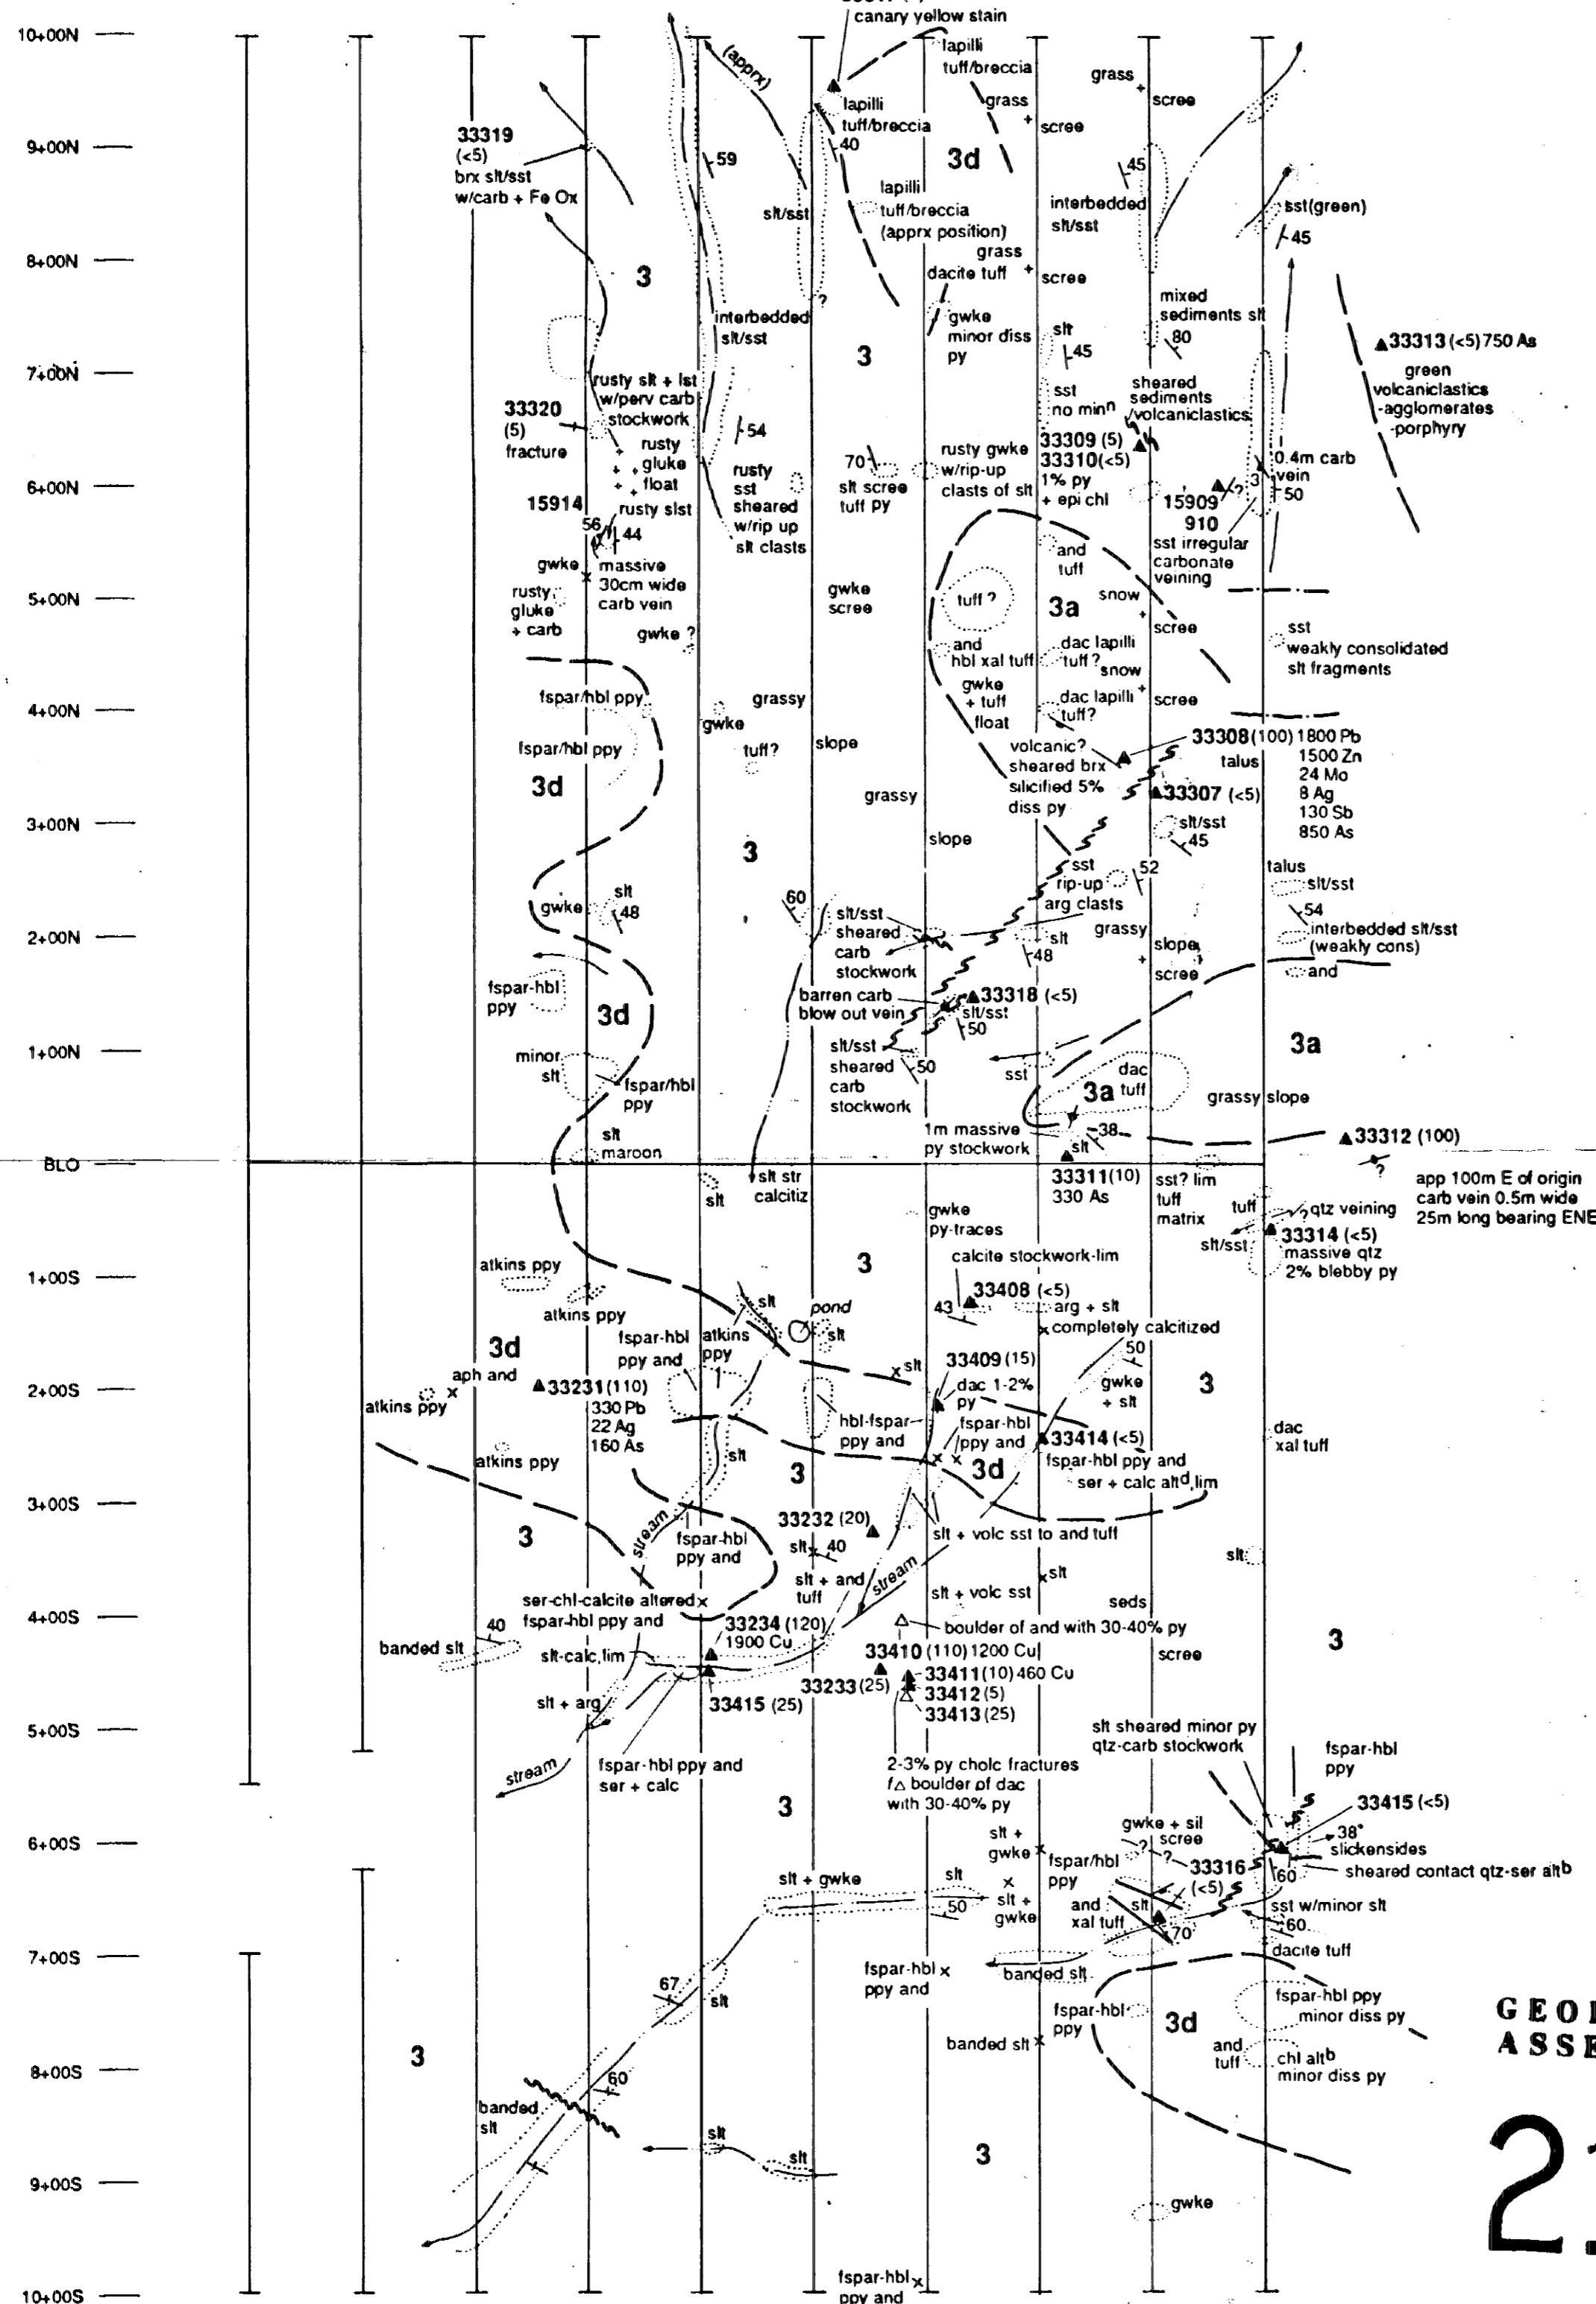 canary yellow stain
10+00N
lapilli
tuff/breccia
(apprx)
grass
scree
lapilli
tuff/breccia
grass
scree
33319
(<5)
brx slt/sst
w/carb + Fe Ox
9+00N
40
3d
59
45
lapilli
tuff/breccia
(apprx position)
slt/sst
interbedded
slt/sst
sst(green)
45
grass
scree
8+00N
3
dacite tuff
?
mixed
sediments slt
80
interbedded
slt/sst
gwke
minor diss
py
slt
45
3
33313 (<5) 750 As
green
volcaniclastics
-agglomerates
-porphyry
7+00N
rusty slt + lst
w/perv carb
stockwork
sst
no minn
sheared
sediments
/volcaniclastics
33320
(5)
fracture
54
rusty
gluke
float
rusty
sst
sheared
w/rip up
slt clasts
70
slt scree
tuff py
rusty gwke
w/rip-up
clasts of slt
33309 (5)
33310(<5)
1% py
+ epi chl
0.4m carb
vein
50
3
?
6+00N
15914
rusty slst
56
44
15909
910
sst irregular
carbonate
veining
gwke
massive
30cm wide
carb vein
and
tuff
5+00N
rusty
gluke
+ carb
gwke
scree
tuff ?
3a
snow
scree
gwke ?
sst
weakly consolidated
slt fragments
and
hbl xal tuff
dac lapilli
tuff?
snow
scree
fspar/hbl ppy
gwke
+ tuff
float
dac lapilli
tuff?
4+00N
grassy
slope
gwke
fspar/hbl ppy
tuff?
volcanic?
sheared brx
silicified 5%
diss py
33308(100) 1800 Pb
1500 Zn
24 Mo
8 Ag
130 Sb
850 As
talus
33307 (<5)
3d
grassy
slope
3+00N
slt/sst
45
3
sst
rip-up
arg clasts
52
talus
slt/sst
54
interbedded slt/sst
(weakly cons)
and
gwke
slt
48
60
slt/sst
sheared
carb
stockwork
slt
48
grassy
slope
scree
2+00N
fspar-hbl
ppy
3d
barren carb
blow out vein
33318 (<5)
slt/sst
50
1+00N
minor
slt
fspar/hbl
ppy
slt/sst
sheared
carb
stockwork
50
sst
3a
dac
tuff
3a
grassy slope
slt
maroon
1m massive
py stockwork
38
slt
33312 (100)
?
BLO
app 100m E of origin
carb vein 0.5m wide
25m long bearing ENE
slt
slt str
calcitiz
33311(10)
330 As
sst? lim
tuff
matrix
gwke
py-traces
tuff
?qtz veining
slt/sst
33314 (<5)
massive qtz
2% blebby py
1+00S
atkins ppy
atkins ppy
3
calcite stockwork-lim
33408 (<5)
43
arg + slt
completely calcitized
slt
pond
slt
3d
fspar-hbl
ppy and
atkins
ppy
slt
33409 (15)
dac 1-2%
py
50
gwke
+ slt
3
2+00S
aph and
atkins ppy
33231(110)
330 Pb
22 Ag
160 As
hbl-fspar
ppy and
fspar-hbl
ppy and
33414 (<5)
fspar-hbl ppy and
ser + calc altd,lim
dac
xal tuff
atkins ppy
slt
3
3d
3+00S
3
stream
fspar-hbl
ppy and
33232 (20)
slt
40
slt + and
tuff
stream
slt + volc sst to and tuff
slt
slt + volc sst
slt
4+00S
ser-chl-calcite altered
fspar-hbl ppy and
seds
scree
3
40
banded slt
slt-calc,lim
33234 (120)
1900 Cu
boulder of and with 30-40% py
33410 (110) 1200 Cu
33411(10) 460 Cu
33233(25)
33412 (5)
33413 (25)
slt + arg
33415 (25)
5+00S
stream
fspar-hbl ppy and
ser + calc
2-3% py cholc fractures
boulder of dac
with 30-40% py
slt sheared minor py
qtz-carb stockwork
fspar-hbl
ppy
3
33415 (<5)
38°
slickensides
sheared contact qtz-ser altb
60
6+00S
slt +
gwke
gwke + sil
scree
?
?
33316
(<5)
fspar/hbl
ppy
slt + gwke
slt
50
slt +
gwke
and
xal tuff
slt
70
sst w/minor slt
60
dacite tuff
7+00S
67
slt
fspar-hbl
ppy and
banded slt
fspar-hbl
ppy
3d
fspar-hbl ppy
minor diss py
banded slt
and
tuff
chl altb
minor diss py
GEO
ASSE
8+00S
3
60
banded
slt
slt
slt
3
9+00S
gwke
2
10+00S
fspar-hbl
ppy and